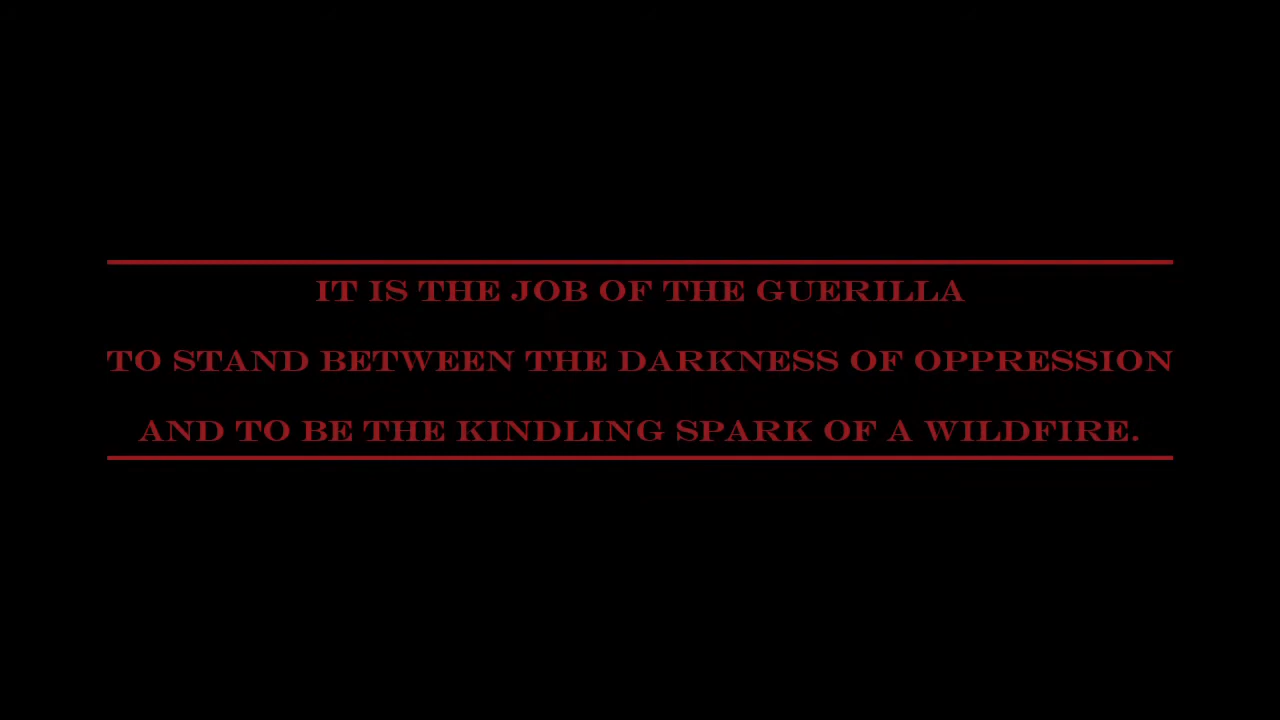 IT IS THE JOB OF THE GUERILLA
TO STAND BETWEEN THE DARKNESS OF OPPRESSION
AND TO BE THE KINDLING SPARK OF A WILDFIRE.